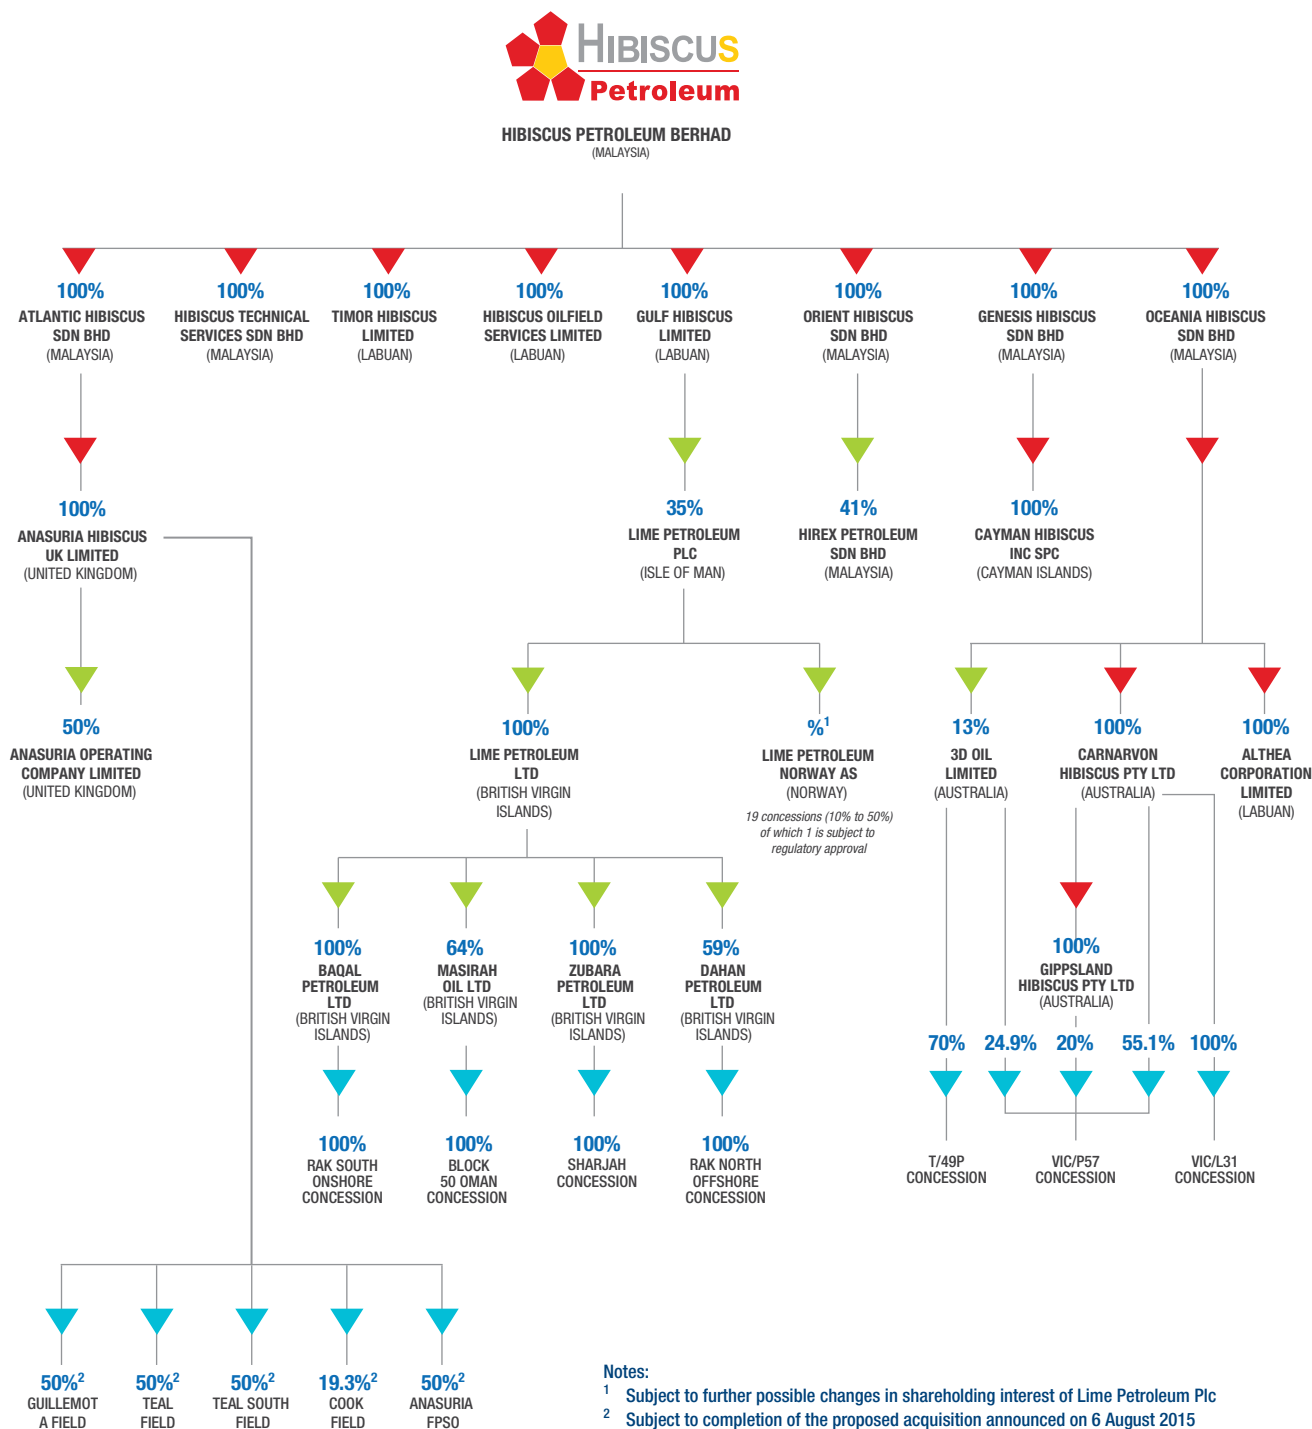 HIBISCUS
Petroleum
HIBISCUS PETROLEUM BERHAD
(MALAYSIA)
100%
ATLANTIC HIBISCUS
SDN BHD
(MALAYSIA)
100%
HIBISCUS TECHNICAL
SERVICES SDN BHD
(MALAYSIA)
100%
TIMOR HIBISCUS
LIMITED
(LABUAN)
100%
HIBISCUS OILFIELD
SERVICES LIMITED
(LABUAN)
100%
GULF HIBISCUS
LIMITED
(LABUAN)
100%
ORIENT HIBISCUS
SDN BHD
(MALAYSIA)
100%
GENESIS HIBISCUS
SDN BHD
(MALAYSIA)
100%
OCEANIA HIBISCUS
SDN BHD
(MALAYSIA)
100%
ANASURIA HIBISCUS
UK LIMITED
(UNITED KINGDOM)
35%
LIME PETROLEUM
PLC
(ISLE OF MAN)
41%
HIREX PETROLEUM
SDN BHD
(MALAYSIA)
100%
CAYMAN HIBISCUS
INC SPC
(CAYMAN ISLANDS)
50%
ANASURIA OPERATING
COMPANY LIMITED
(UNITED KINGDOM)
100%
LIME PETROLEUM
LTD
(BRITISH VIRGIN
ISLANDS)
%1
LIME PETROLEUM
NORWAY AS
(NORWAY)
19 concessions (10% to 50%)
of which 1 is subject to
regulatory approval
13%
3D OIL
LIMITED
(AUSTRALIA)
100%
CARNARVON
HIBISCUS PTY LTD
(AUSTRALIA)
100%
ALTHEA
CORPORATION
LIMITED
(LABUAN)
100%
BAQAL
PETROLEUM
LTD
(BRITISH VIRGIN
ISLANDS)
64%
MASIRAH
OIL LTD
(BRITISH VIRGIN
ISLANDS)
100%
ZUBARA
PETROLEUM
LTD
(BRITISH VIRGIN
ISLANDS)
59%
DAHAN
PETROLEUM
LTD
(BRITISH VIRGIN
ISLANDS)
100%
GIPPSLAND
HIBISCUS PTY LTD
(AUSTRALIA)
70% 24.9% 20% 55.1% 100%
100%
RAK SOUTH
ONSHORE
CONCESSION
100%
BLOCK
50 OMAN
CONCESSION
100%
SHARJAH
CONCESSION
100%
RAK NORTH
OFFSHORE
CONCESSION
T/49P
CONCESSION
VIC/P57
CONCESSION
VIC/L31
CONCESSION
50%2
GUILLEMOT
A FIELD
50%2
TEAL
FIELD
50%2
TEAL SOUTH
FIELD
19.3%2
COOK
FIELD
50%2
ANASURIA
FPSO
Notes:
1 Subject to further possible changes in shareholding interest of Lime Petroleum Plc
2 Subject to completion of the proposed acquisition announced on 6 August 2015